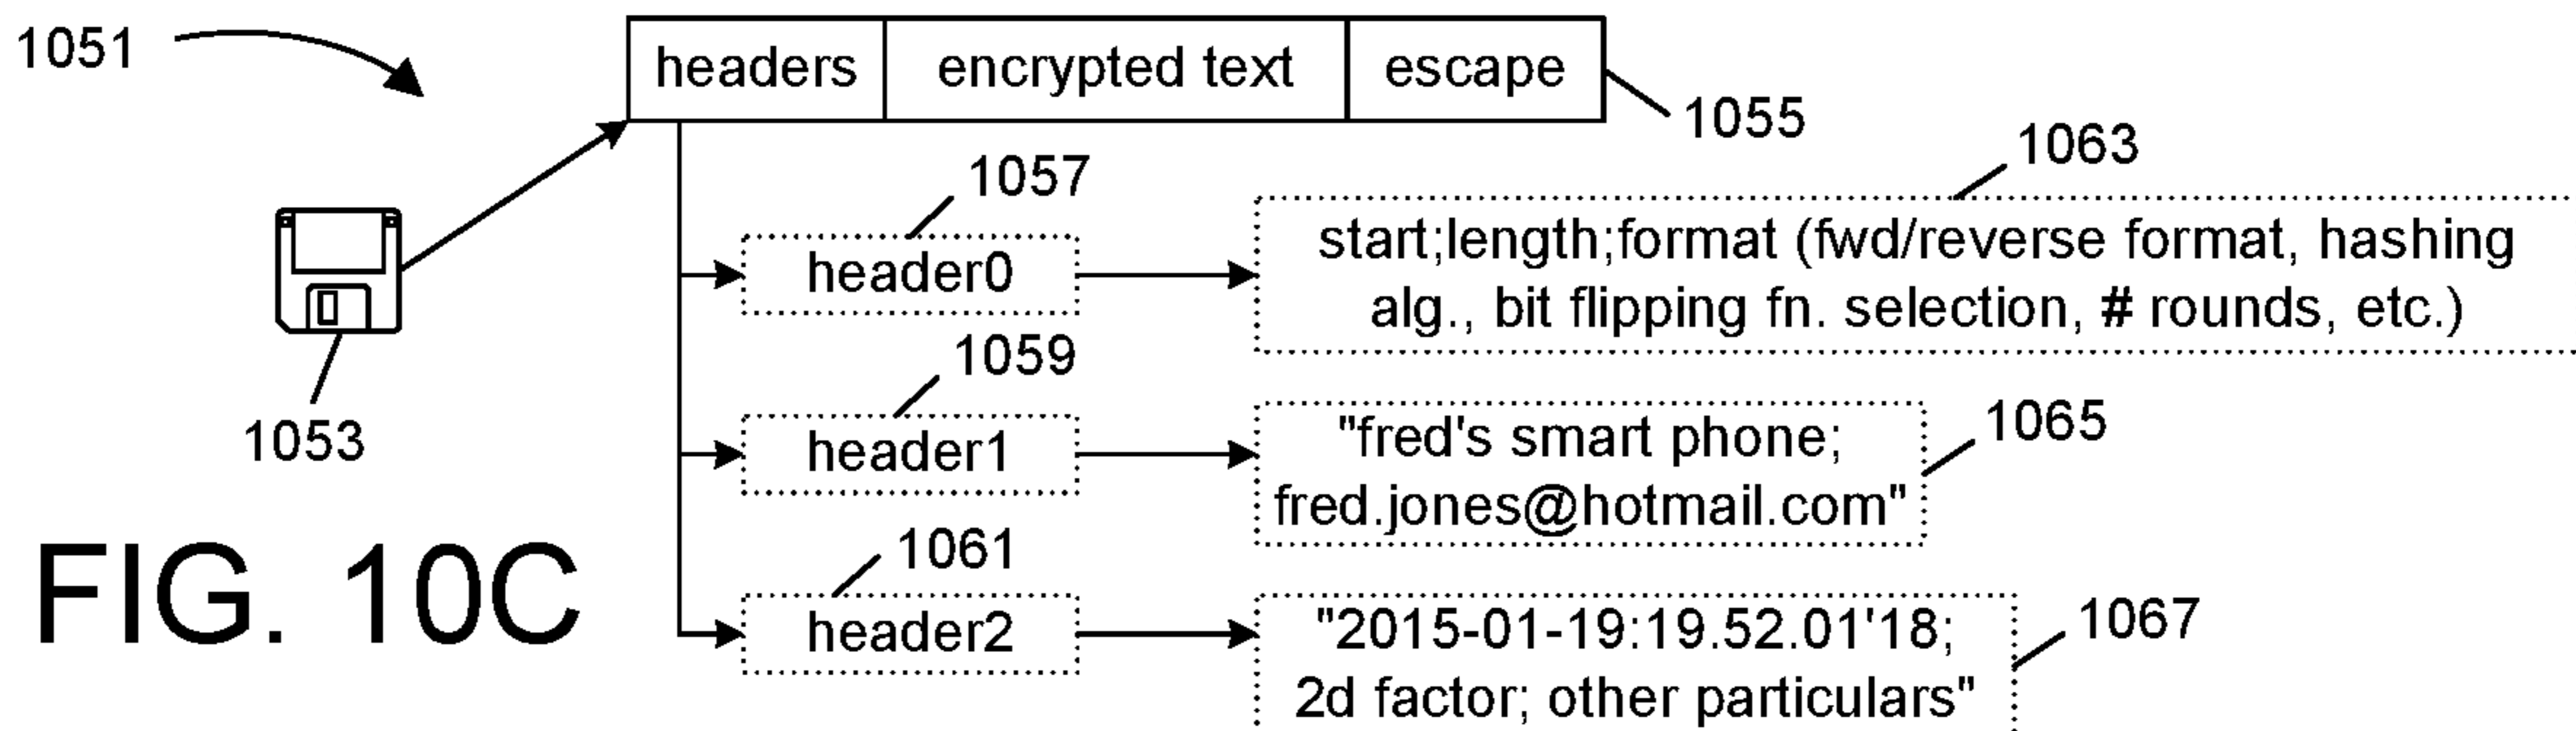 1051
headers encrypted text escape
1055
1063
1057
start;length;format (fwd/reverse format, hashing
header0
alg., bit flipping fn. selection, # rounds, etc.)
1059
1053
"fred's smart phone;
1065
header1
fred.jones@hotmail.com"
FIG. 10C
1061
"2015-01-19:19.52.01'18;
1067
header2
2d factor; other particulars"